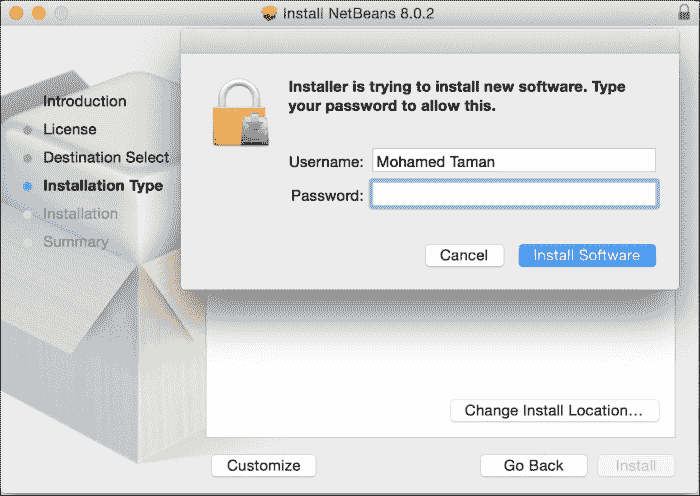 Install NetBeans 8.0.2
Introduction
License
Destination Select
Installation Type
Installation
Summary
Installer is trying to install new software. Type
your password to allow this.
Username: Mohamed Taman
Password:
Cancel Install Software
Change Install Location...
Customize Go Back Install